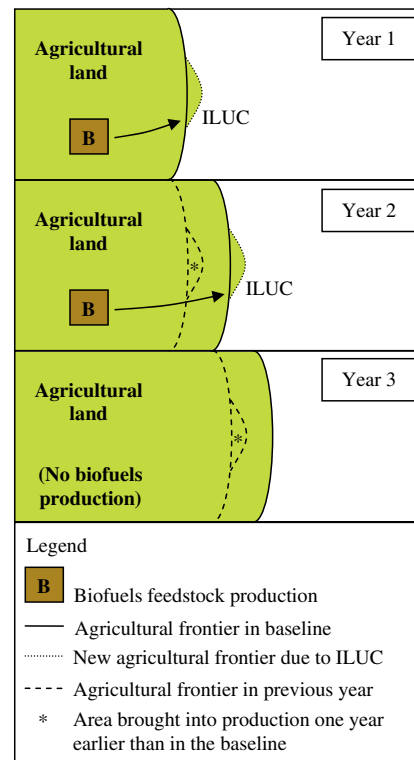 Year 1
Agricultural
land
ILUC
B
Year 2
Agricultural
land
*
ILUC
B
Year 3
Agricultural
land
*
(No biofuels
production)
Legend
B Biofuels feedstock production
Agricultural frontier in baseline
New agricultural frontier due to ILUC
Agricultural frontier in previous year
* Area brought into production one year
earlier than in the baseline